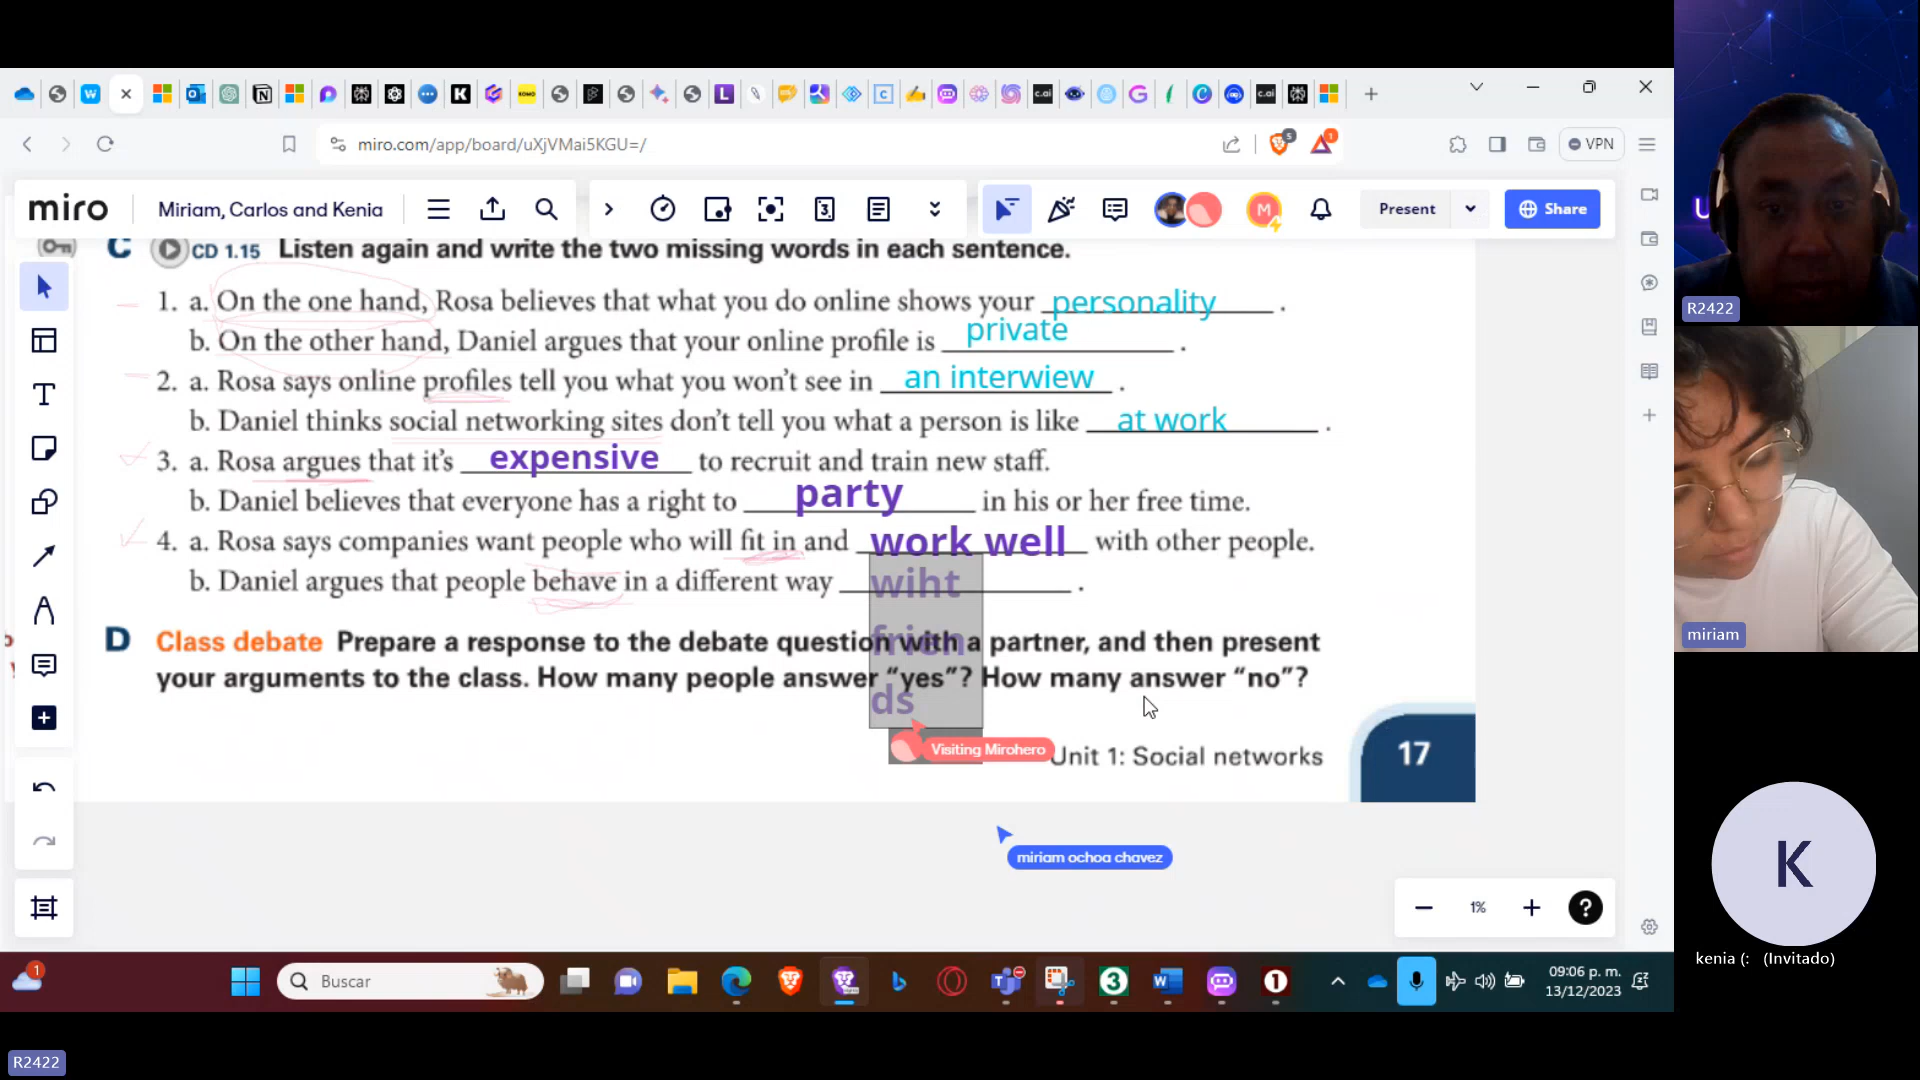 miro.com/app/board/uXjVMai5KGU=/
VPN
miro
Miriam, Carlos and Kenia
Present
Share
C CD 1.15 Listen again and write the two missing words in each sentence.
1. a. On the one hand, Rosa believes that what you do online shows your personality .
b. On the other hand, Daniel argues that your online profile is private .
2. a. Rosa says online profiles tell you what you won't see in an interwiew .
b. Daniel thinks social networking sites don't tell you what a person is like at work .
3. a. Rosa argues that it's expensive to recruit and train new staff.
b. Daniel believes that everyone has a right to party in his or her free time.
4. a. Rosa says companies want people who will fit in and work well with other people.
b. Daniel argues that people behave in a different way wiht .
frien
ds
D Class debate Prepare a response to the debate question with a partner, and then present
your arguments to the class. How many people answer "yes"? How many answer "no"?
Visiting Mirohero
Unit 1: Social networks
17
miriam ochoa chavez
1%
Buscar
09:06 p. m.
13/12/2023
R2422
miriam
K
kenia (: (Invitado)
R2422